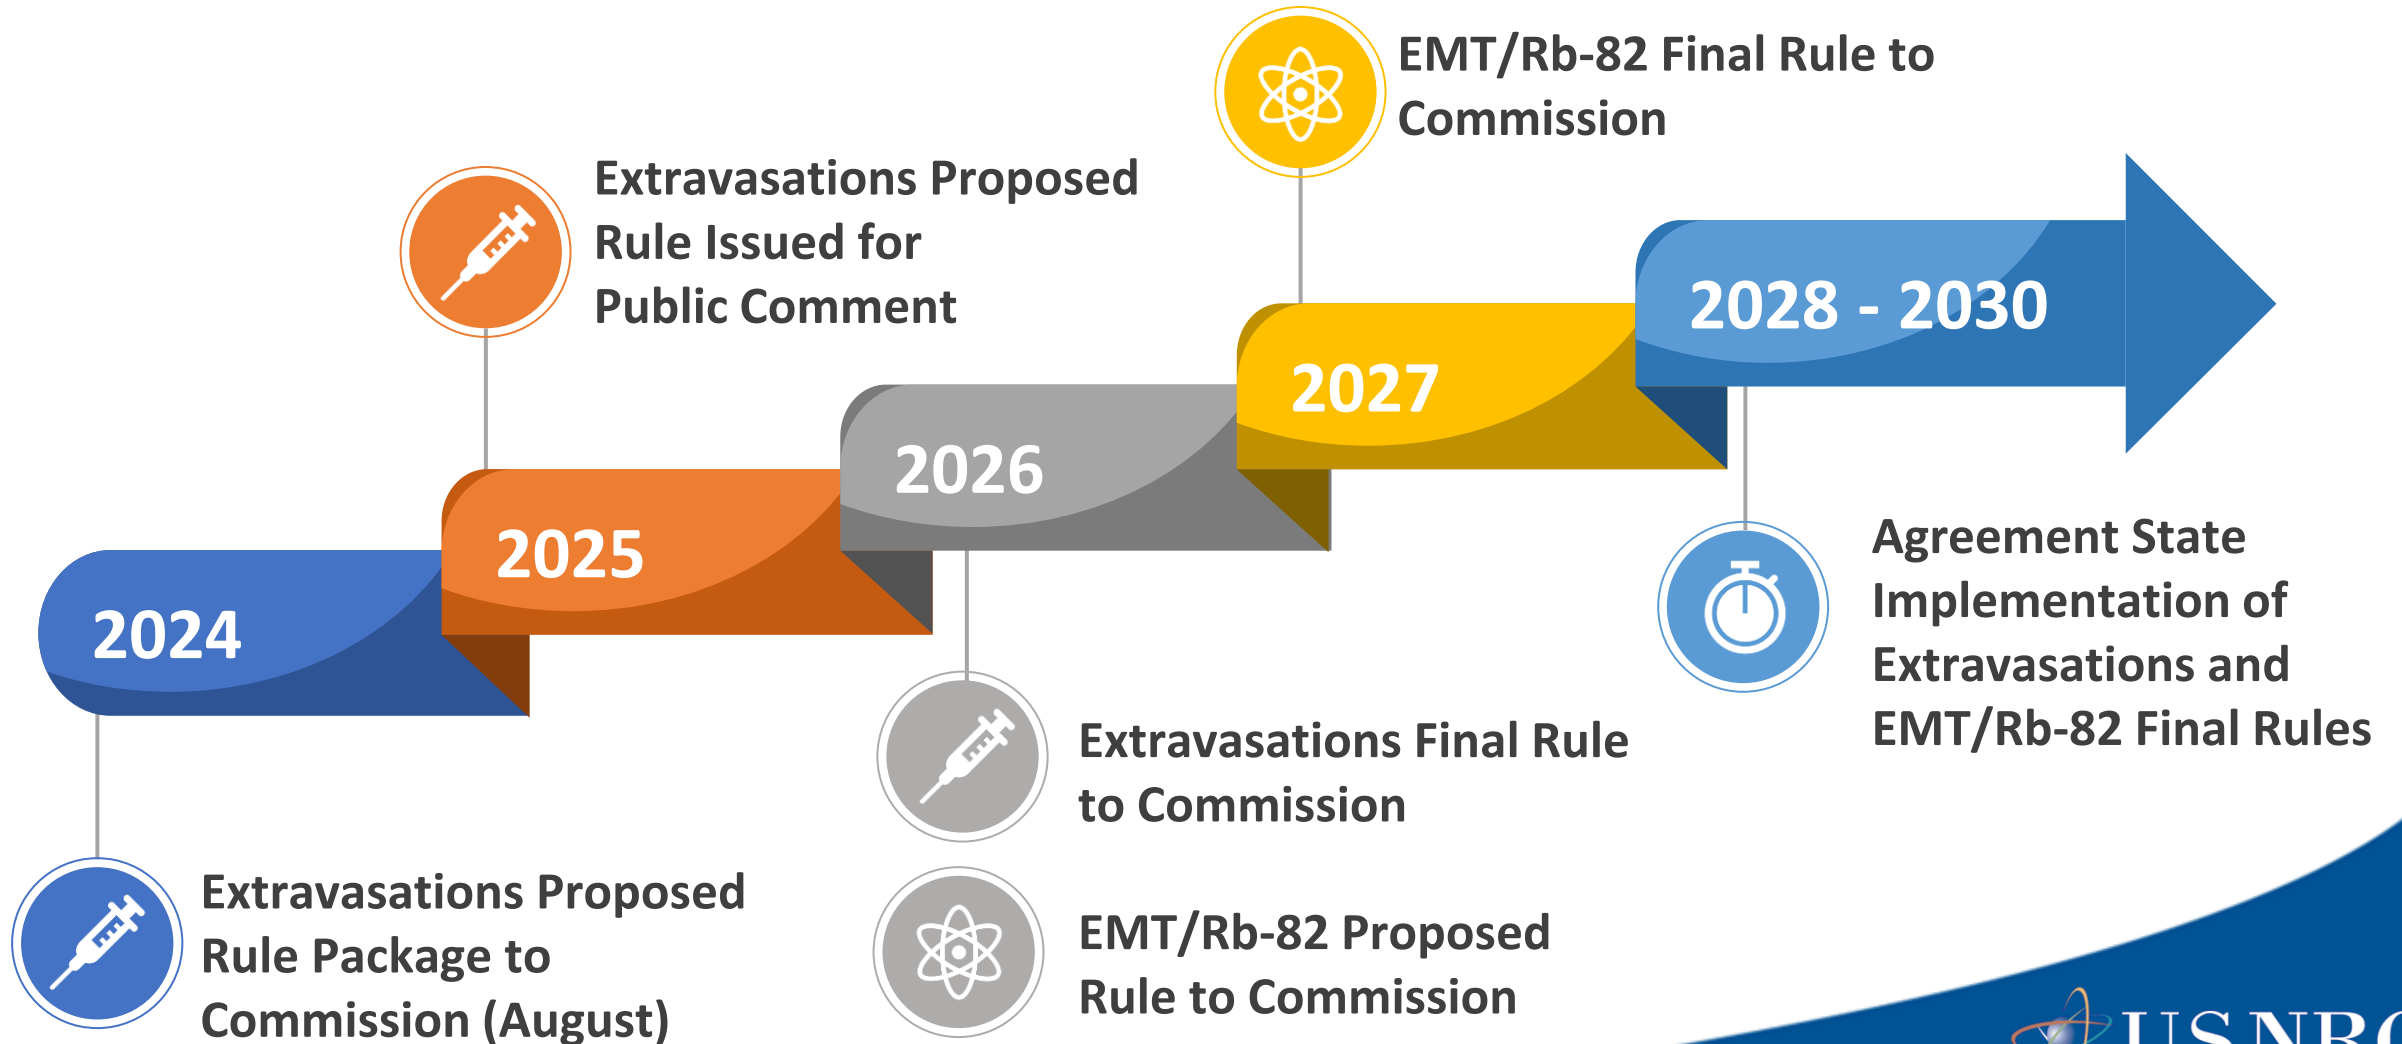 EMT/Rb-82 Final Rule to
Commission
Extravasations Proposed
Rule Issued for
Public Comment
2028 - 2030
2027
2026
2025
2024
Agreement State
Implementation of
Extravasations and
EMT/Rb-82 Final Rules
Extravasations Final Rule
to Commission
Extravasations Proposed
Rule Package to
Commission (August)
EMT/Rb-82 Proposed
Rule to Commission
USNRC